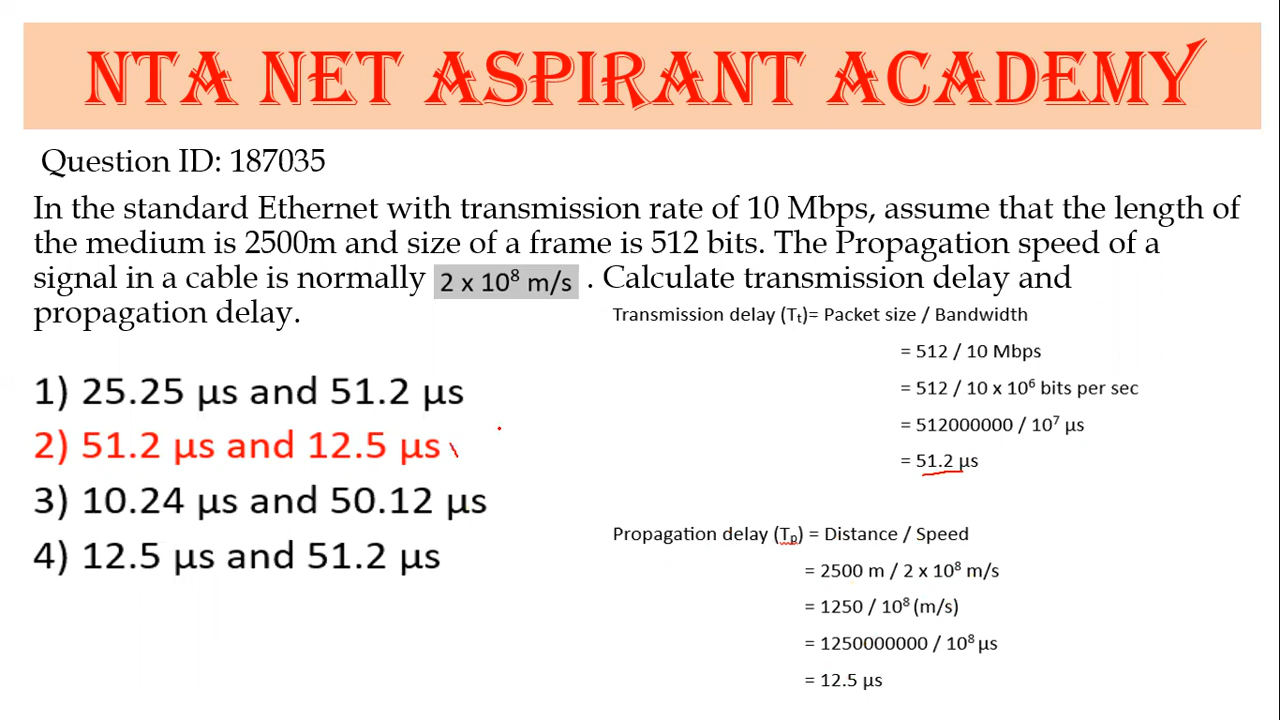 NTA NET ASPIRANT ACADEMY
Question ID: 187035
In the standard Ethernet with transmission rate of 10 Mbps, assume that the length of
the medium is 2500m and size of a frame is 512 bits. The Propagation speed of a
signal in a cable is normally 2 x 10⁸ m/s . Calculate transmission delay and
propagation delay.
1) 25.25 µs and 51.2 µs
2) 51.2 µs and 12.5 µs
3) 10.24 µs and 50.12 µs
4) 12.5 µs and 51.2 µs
Transmission delay (Tₜ)= Packet size / Bandwidth
= 512 / 10 Mbps
= 512 / 10 x 10⁶ bits per sec
= 512000000 / 10⁷ µs
= 51.2 µs
Propagation delay (Tₚ) = Distance / Speed
= 2500 m / 2 x 10⁸ m/s
= 1250 / 10⁸ (m/s)
= 1250000000 / 10⁸ µs
= 12.5 µs